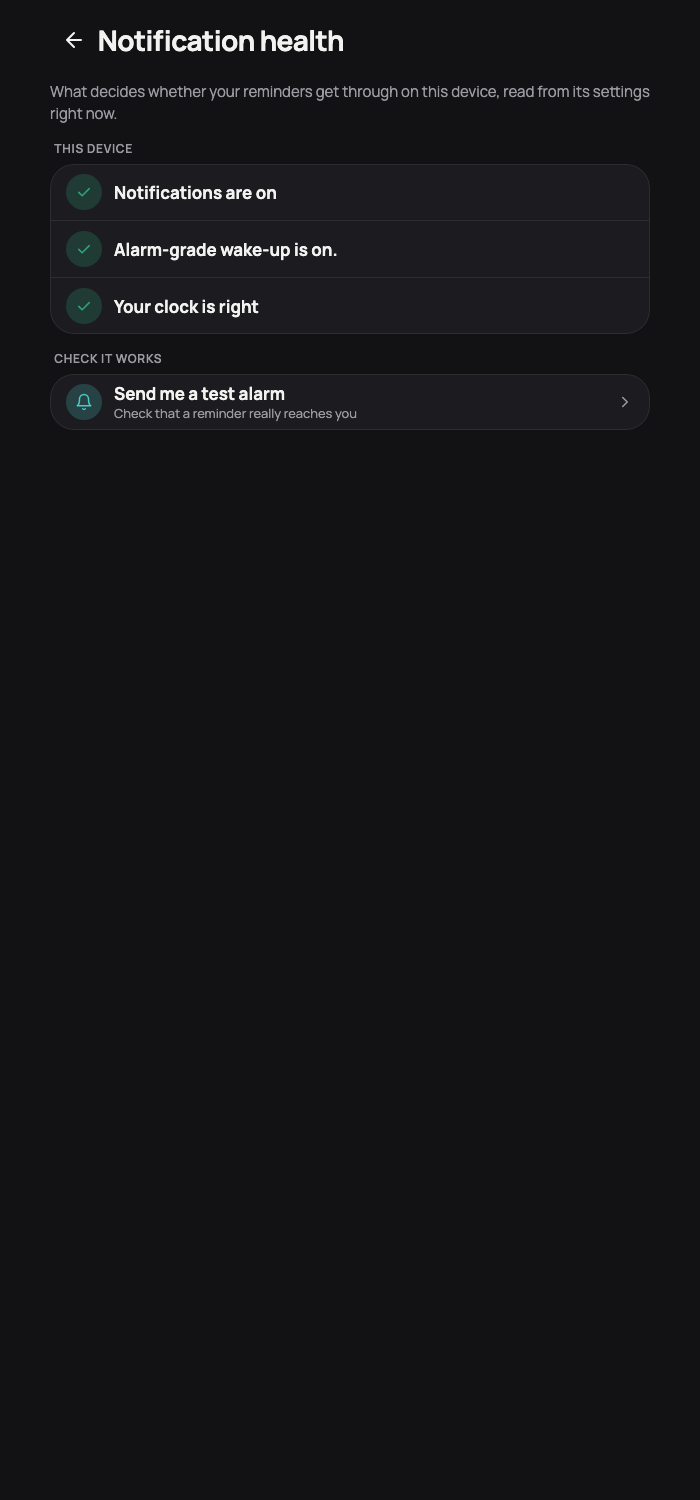 Notification health
What decides whether your reminders get through on this device, read from its settings
right now.
THIS DEVICE
Notifications are on
Alarm-grade wake-up is on.
Your clock is right
CHECK IT WORKS
Send me a test alarm
Check that a reminder really reaches you